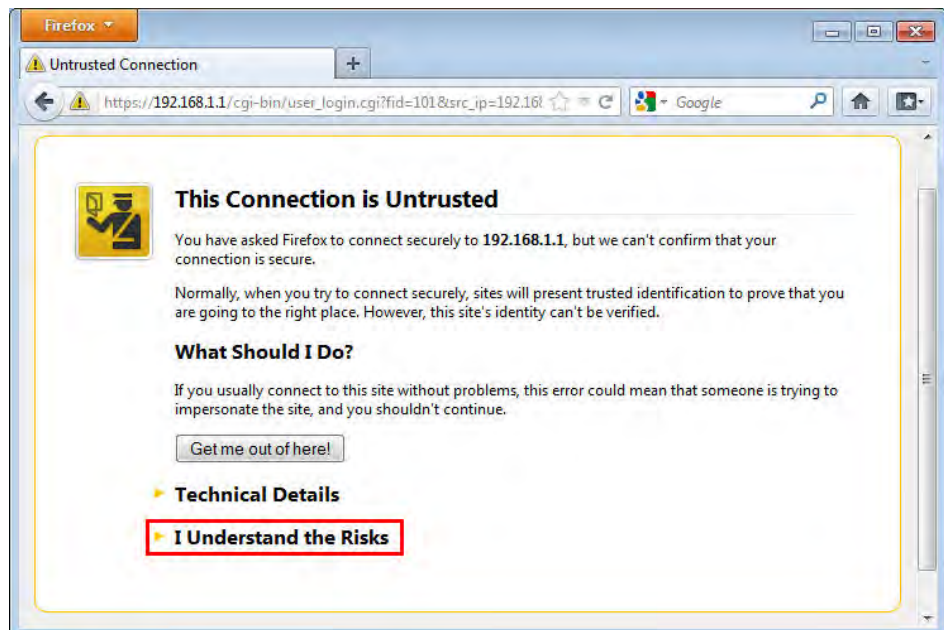 Firefox
Untrusted Connection
https://192.168.1.1/cgi-bin/user_login.cgi?fid=101&src_ip=192.168
Google
This Connection is Untrusted
You have asked Firefox to connect securely to 192.168.1.1, but we can't confirm that your
connection is secure.
Normally, when you try to connect securely, sites will present trusted identification to prove that you
are going to the right place. However, this site's identity can't be verified.
What Should I Do?
If you usually connect to this site without problems, this error could mean that someone is trying to
impersonate the site, and you shouldn't continue.
Get me out of here!
Technical Details
I Understand the Risks